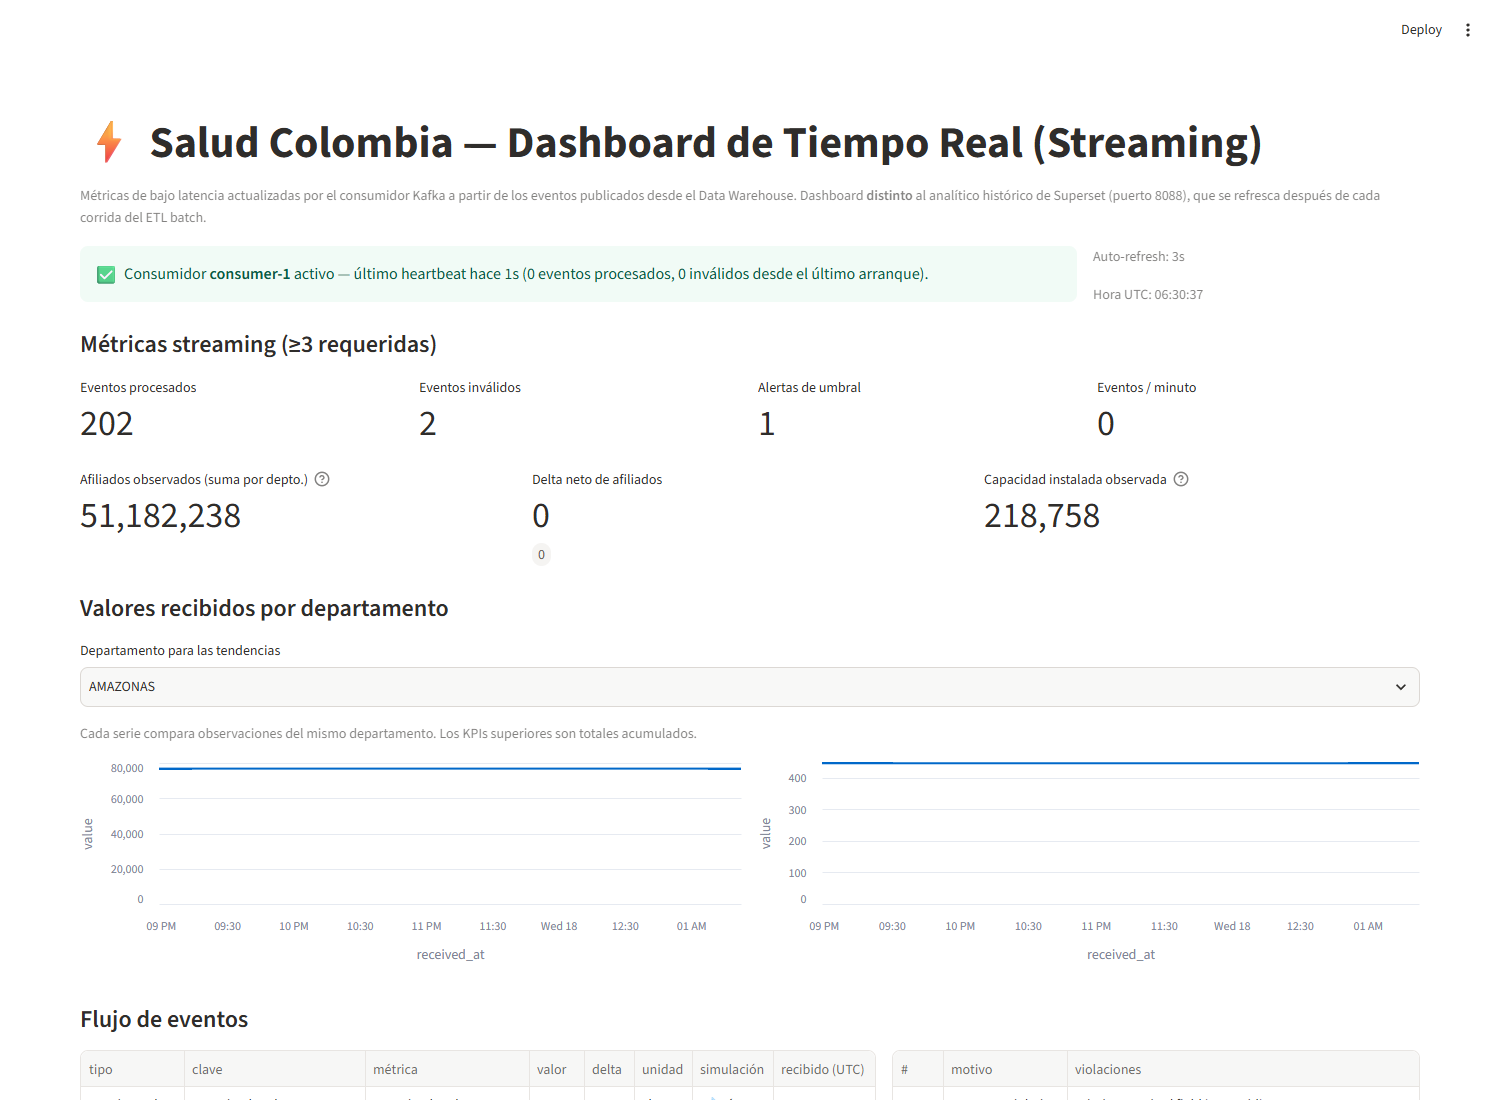 Deploy
Salud Colombia — Dashboard de Tiempo Real (Streaming)
Métricas de bajo latencia actualizadas por el consumidor Kafka a partir de los eventos publicados desde el Data Warehouse. Dashboard distinto al analítico histórico de Superset (puerto 8088), que se refresca después de cada
corrida del ETL batch.
Consumidor consumer-1 activo — último heartbeat hace 1s (0 eventos procesados, 0 inválidos desde el último arranque).
Auto-refresh: 3s
Hora UTC: 06:30:37
Métricas streaming (≥3 requeridas)
Eventos procesados
202
Eventos inválidos
2
Alertas de umbral
1
Eventos / minuto
0
Afiliados observados (suma por depto.)
51,182,238
Delta neto de afiliados
0
0
Capacidad instalada observada
218,758
Valores recibidos por departamento
Departamento para las tendencias
AMAZONAS
Cada serie compara observaciones del mismo departamento. Los KPIs superiores son totales acumulados.
80,000
60,000
40,000
20,000
0
value
09 PM 09:30 10 PM 10:30 11 PM 11:30 Wed 18 12:30 01 AM
received_at
400
300
200
100
0
value
09 PM 09:30 10 PM 10:30 11 PM 11:30 Wed 18 12:30 01 AM
received_at
Flujo de eventos
tipo clave métrica valor delta unidad simulación recibido (UTC)
# motivo violaciones